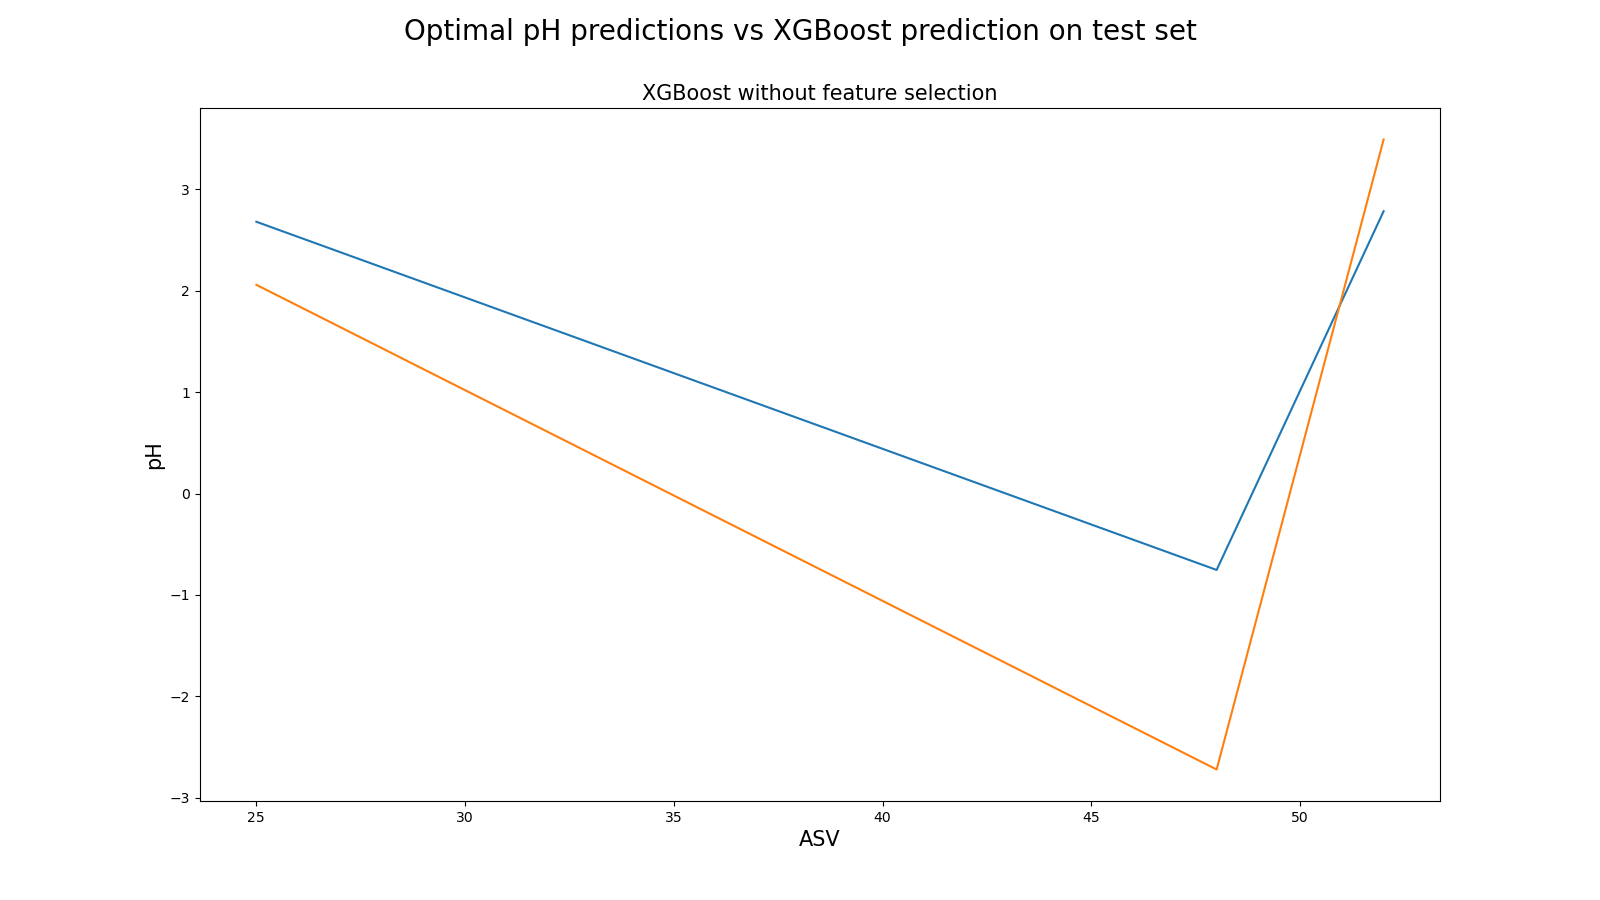 Optimal pH predictions vs XGBoost prediction on test set
XGBoost without feature selection
3
2
1
0
−1
−2
−3
pH
25 30 35 40 45 50
ASV